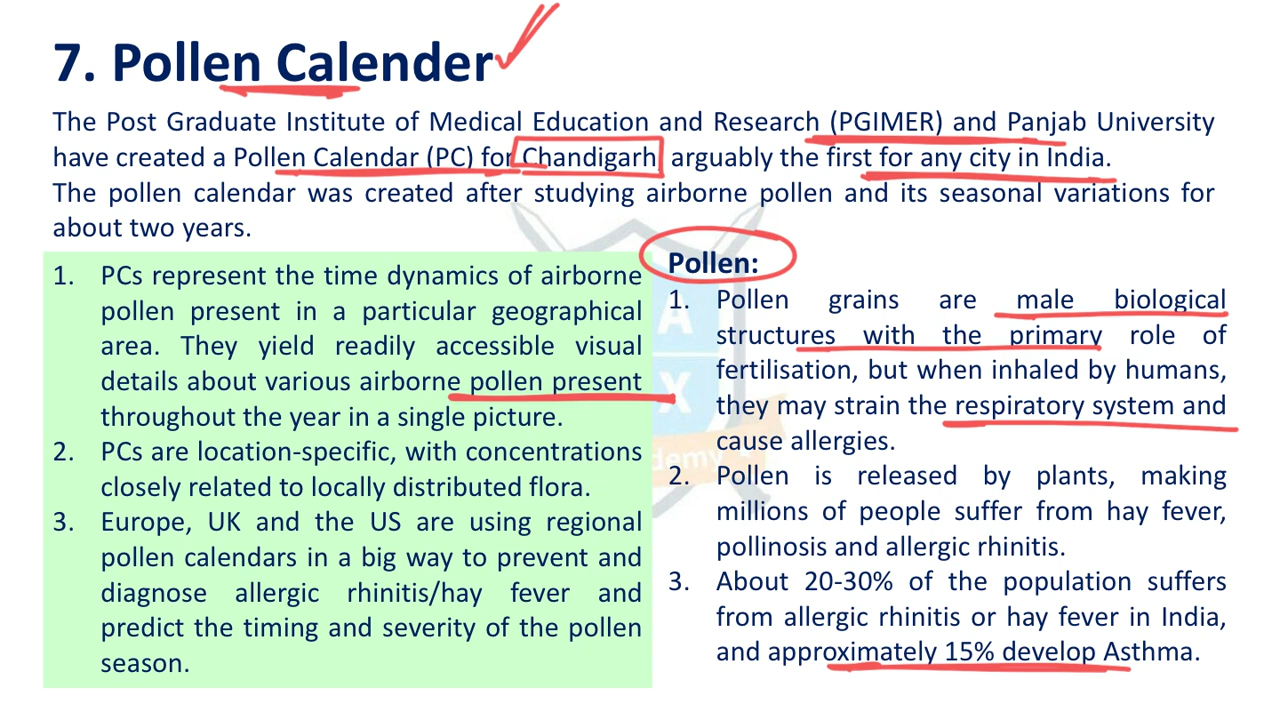 7. Pollen Calender
The Post Graduate Institute of Medical Education and Research (PGIMER) and Panjab University
have created a Pollen Calendar (PC) for Chandigarh, arguably the first for any city in India.
The pollen calendar was created after studying airborne pollen and its seasonal variations for
about two years.
1. PCs represent the time dynamics of airborne
pollen present in a particular geographical
area. They yield readily accessible visual
details about various airborne pollen present
throughout the year in a single picture.
2. PCs are location-specific, with concentrations
closely related to locally distributed flora.
3. Europe, UK and the US are using regional
pollen calendars in a big way to prevent and
diagnose allergic rhinitis/hay fever and
predict the timing and severity of the pollen
season.
Pollen:
1. Pollen grains are male biological
structures with the primary role of
fertilisation, but when inhaled by humans,
they may strain the respiratory system and
cause allergies.
2. Pollen is released by plants, making
millions of people suffer from hay fever,
pollinosis and allergic rhinitis.
3. About 20-30% of the population suffers
from allergic rhinitis or hay fever in India,
and approximately 15% develop Asthma.
A
X
demy